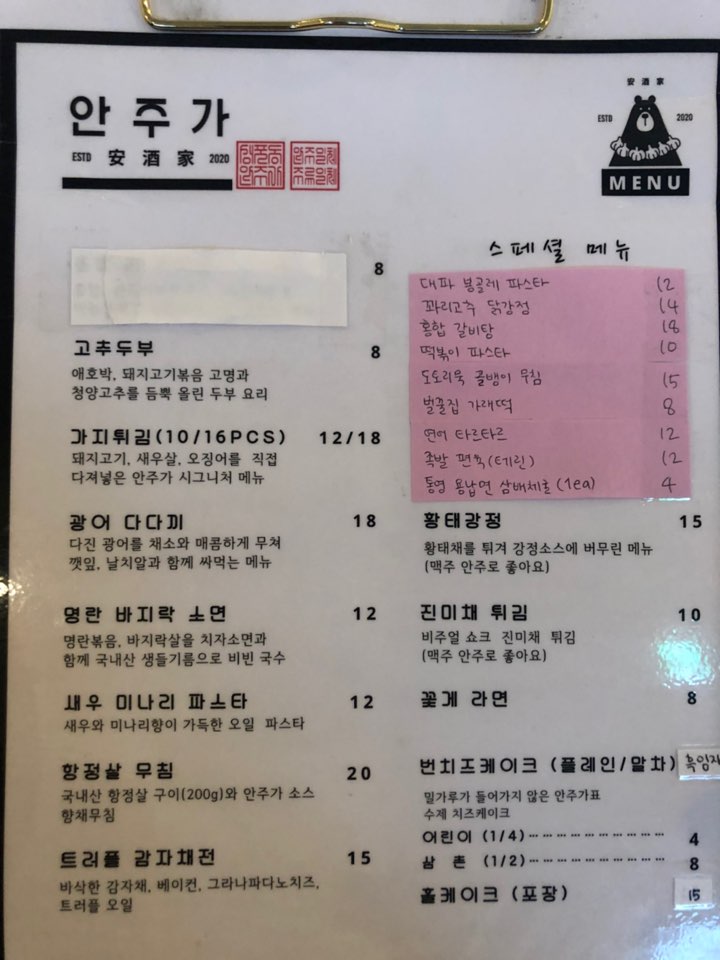 안주가
ESTD 安酒家 2020
安酒家
ESTD 2020
MENU
8
고추두부 8
애호박, 돼지고기볶음 고명과
청양고추를 듬뿍 올린 두부 요리
가지튀김(10/16PCS) 12/18
돼지고기, 새우살, 오징어를 직접
다져넣은 안주가 시그니처 메뉴
광어 다다끼 18
다진 광어를 채소와 매콤하게 무쳐
깻잎, 날치알과 함께 싸먹는 메뉴
명란 바지락 소면 12
명란볶음, 바지락살을 치자소면과
함께 국내산 생들기름으로 비빈 국수
새우 미나리 파스타 12
새우와 미나리향이 가득한 오일 파스타
항정살 무침 20
국내산 항정살 구이(200g)와 안주가 소스
향채무침
트러플 감자채전 15
바삭한 감자채, 베이컨, 그라나파다노치즈,
트러플 오일
스페셜 메뉴
대파 봉골레 파스타 12
꽈리고추 닭강정 14
홍합 갈비탕 18
떡볶이 파스타 10
도토리묵 골뱅이 무침 15
벌꿀집 가래떡 8
연어 타르타르 12
족발 편육(테린) 12
통영 용남면 삼배체굴(1ea) 4
황태강정 15
황태채를 튀겨 강정소스에 버무린 메뉴
(맥주 안주로 좋아요)
진미채 튀김 10
비주얼 쇼크 진미채 튀김
(맥주 안주로 좋아요)
꽃게 라면 8
번치즈케이크 (플레인/말차) 흑임자
밀가루가 들어가지 않은 안주가표
수제 치즈케이크
어린이 (1/4) 4
삼 촌 (1/2) 8
홀케이크 (포장) 15